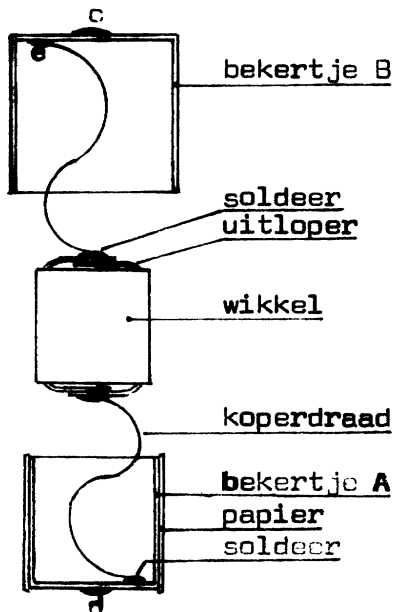 c
e
bekertje B
soldeer
uitloper
wikkel
koperdraad
bekertje A
papier
soldeer
d